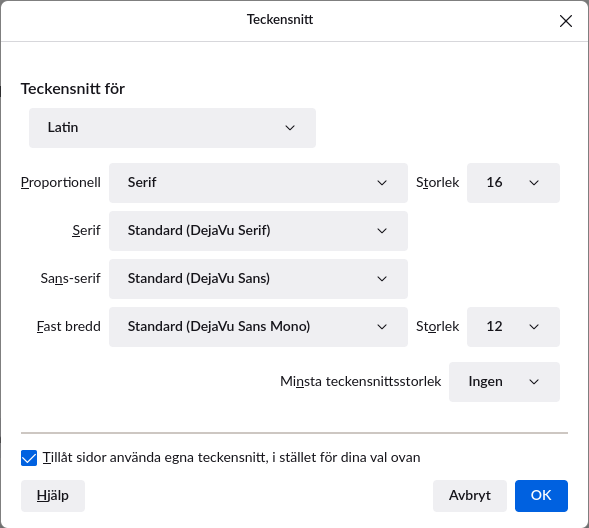 Teckensnitt
Teckensnitt för
Latin
Proportionell Serif Storlek 16
Serif Standard (DejaVu Serif)
Sans-serif Standard (DejaVu Sans)
Fast bredd Standard (DejaVu Sans Mono) Storlek 12
Minsta teckensnittsstorlek Ingen
Tillåt sidor använda egna teckensnitt, i stället för dina val ovan
Hjälp Avbryt OK